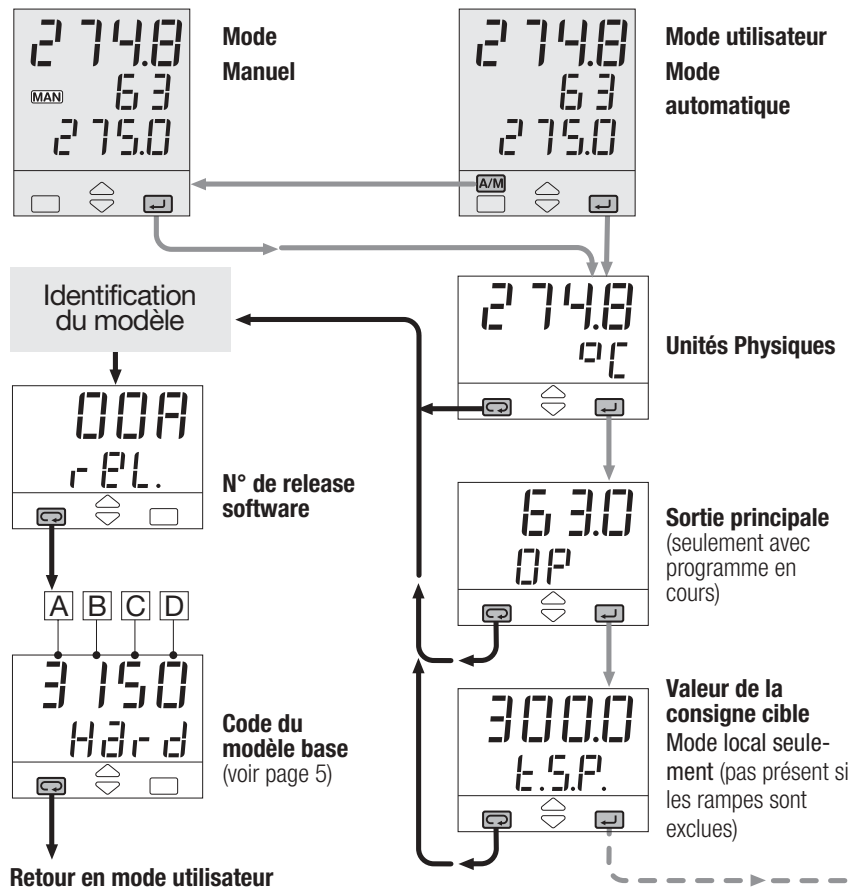 274.8
MAN 63
275.0
Mode
Manuel
274.8
63
275.0
A/M
Mode utilisateur
Mode
automatique
Identification
du modèle
274.8
°C
Unités Physiques
00A
rEL.
N° de release
software
63.0
OP
Sortie principale
(seulement avec
programme en
cours)
A B C D
3150
Hard
Code du
modèle base
(voir page 5)
300.0
t.S.P.
Valeur de la
consigne cible
Mode local seule-
ment (pas présent si
les rampes sont
exclues)
Retour en mode utilisateur